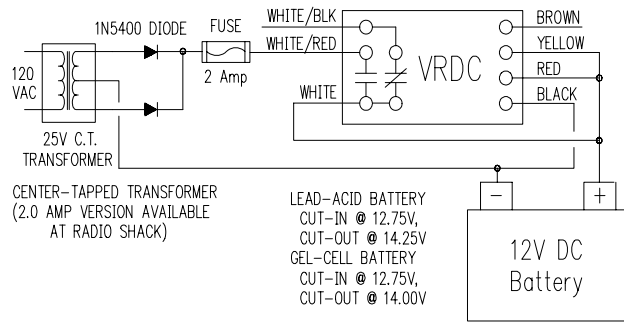 1N5400 DIODE
FUSE
WHITE/BLK
BROWN
WHITE/RED
YELLOW
120
VAC
2 Amp
VRDC
RED
WHITE
BLACK
25V C.T.
TRANSFORMER
CENTER-TAPPED TRANSFORMER
(2.0 AMP VERSION AVAILABLE
AT RADIO SHACK)
LEAD-ACID BATTERY
CUT-IN @ 12.75V,
CUT-OUT @ 14.25V
GEL-CELL BATTERY
CUT-IN @ 12.75V,
CUT-OUT @ 14.00V
- +
12V DC
Battery